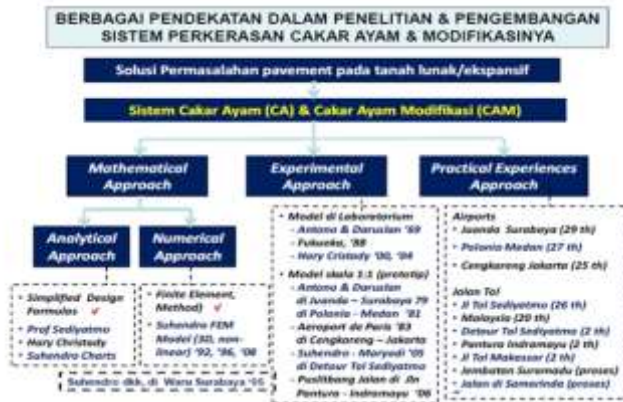 BERBAGAI PENDEKATAN DALAM PENELITIAN & PENGEMBANGAN
SISTEM PERKERASAN CAKAR AYAM & MODIFIKASINYA
Solusi Permasalahan pavement pada tanah lunak/ekspansif
Sistem Cakar Ayam (CA) & Cakar Ayam Modifikasi (CAM)
Mathematical
Approach
Analytical
Approach
Numerical
Approach
• Simplified Design
Formulas ✓
• Prof Sediyatmo
• Hary Christady
• Suhendro Charts
• Finite Element,
Method) ✓
• Suhendro FEM
Model (3D, non-
linear) '92, '96, '08
Suhendro dkk, di Waru Surabaya '95
Experimental
Approach
• Model di Laboratorium
- Antono & Daruslan '69
- Fukuoka, '88
- Hary Cristady '00, '04
• Model skala 1:1 (prototip)
- Antono & Daruslan
di Juanda – Surabaya 79
di Polonia - Medan '81
- Aeroport de Paris '83
di Cengkareng – Jakarta
- Suhendro - Maryadi '05
di Detour Tol Sediyatmo
- Puslitbang Jalan di Jln
Pantura - Indramayu '06
Practical Experiences
Approach
Airports
• Juanda Surabaya (29 th)
• Polonia Medan (27 th)
• Cengkareng Jakarta (25 th)
Jalan Tol
• Jl Tol Sediyatmo (26 th)
• Malaysia (20 th)
• Detour Tol Sediyatmo (2 th)
• Pantura Indramayu (2 th)
• Jl Tol Makassar (2 th)
• Jembatan Suramadu (proses)
• Jalan di Samarinda (proses)